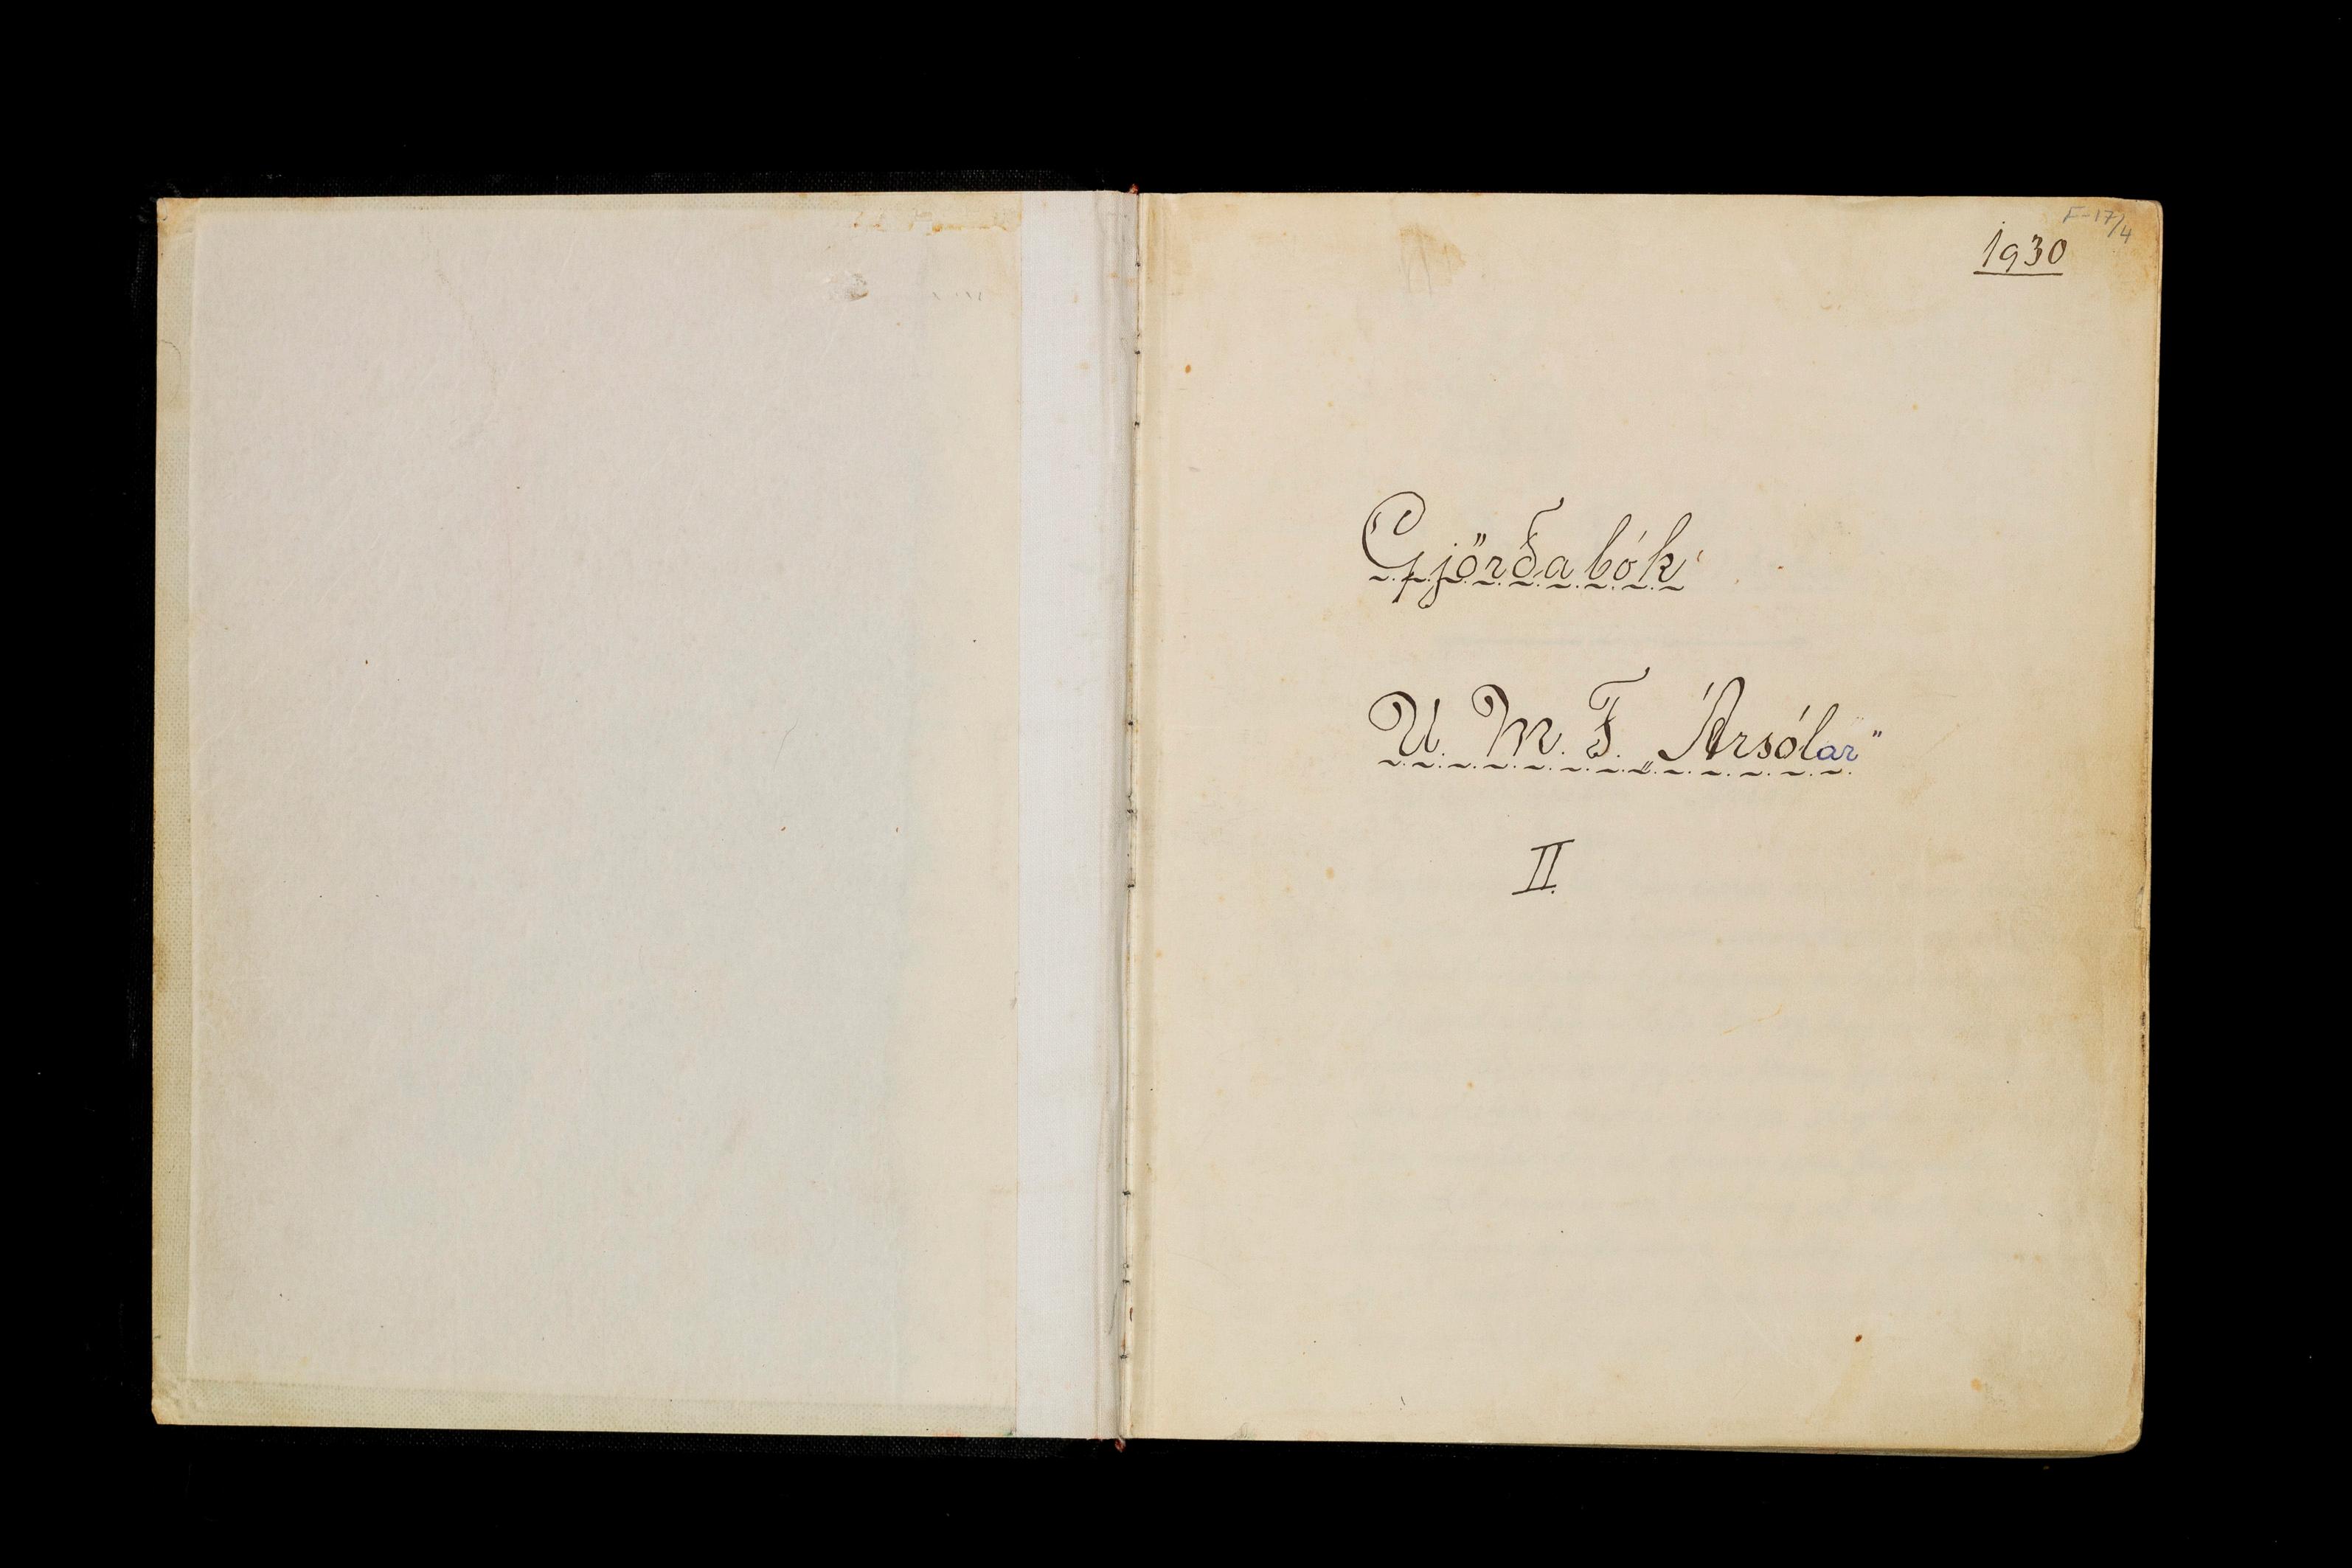 F-17/4
1930
Gjörðabók
U. M. F. „Ársólar"
II.